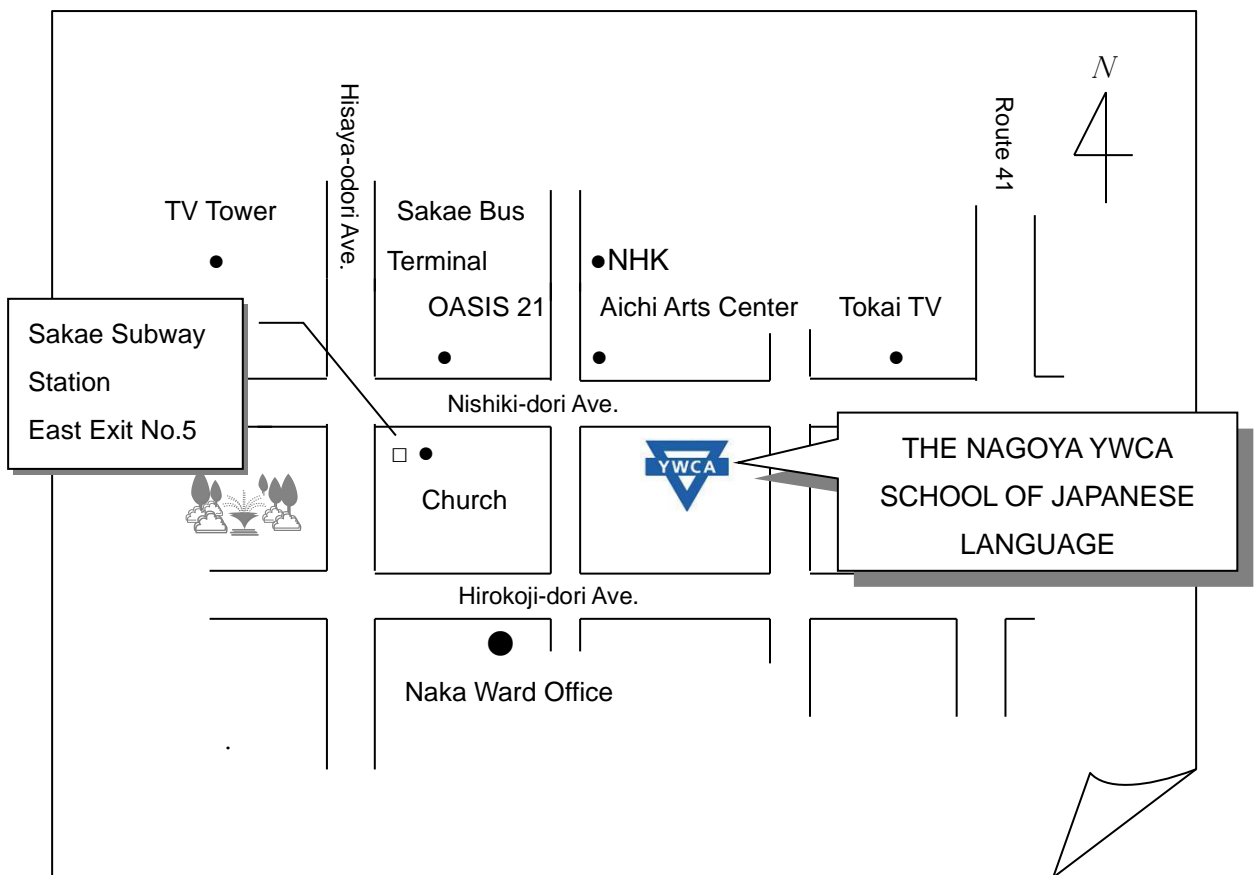 N
Hisaya-odori Ave.
Route 41
TV Tower
Sakae Bus
Terminal
NHK
OASIS 21
Aichi Arts Center
Tokai TV
Sakae Subway
Station
East Exit No.5
Nishiki-dori Ave.
YWCA
THE NAGOYA YWCA
SCHOOL OF JAPANESE
LANGUAGE
Church
Hirokoji-dori Ave.
Naka Ward Office